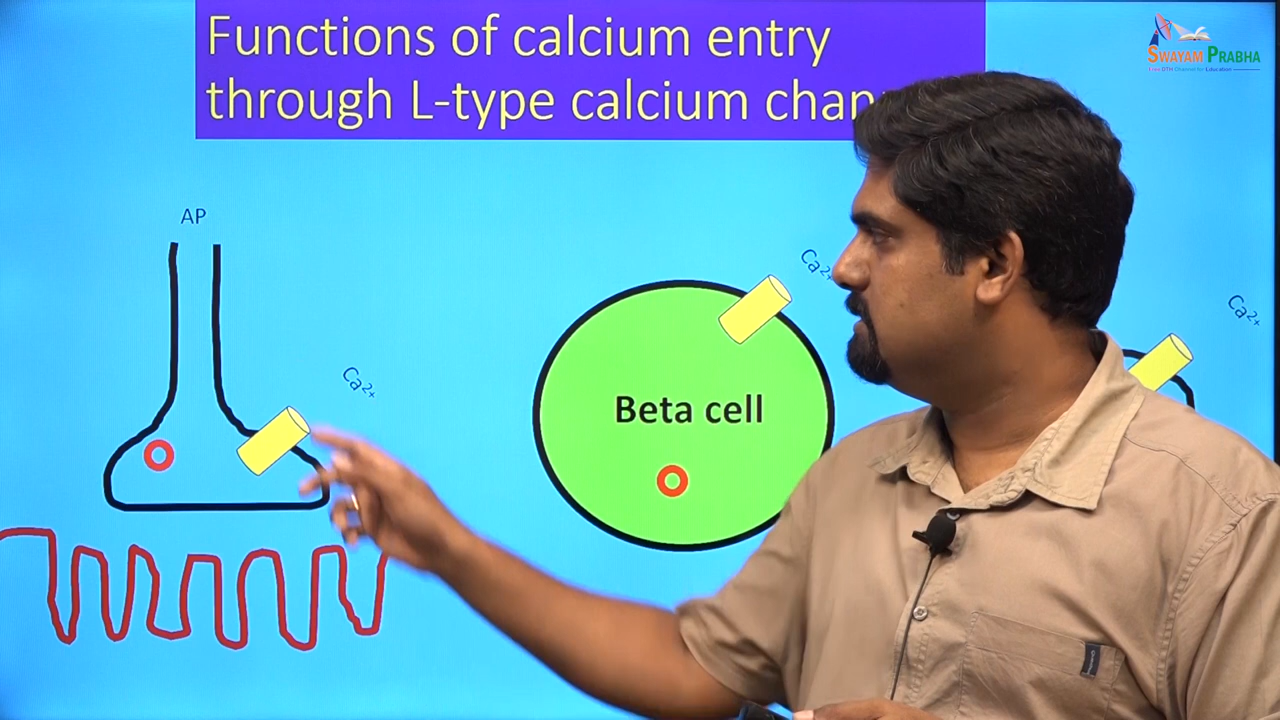 Functions of calcium entry
through L-type calcium chan
SWAYAM PRABHA
AP
Ca²⁺
Ca²⁺
Ca²⁺
Beta cell